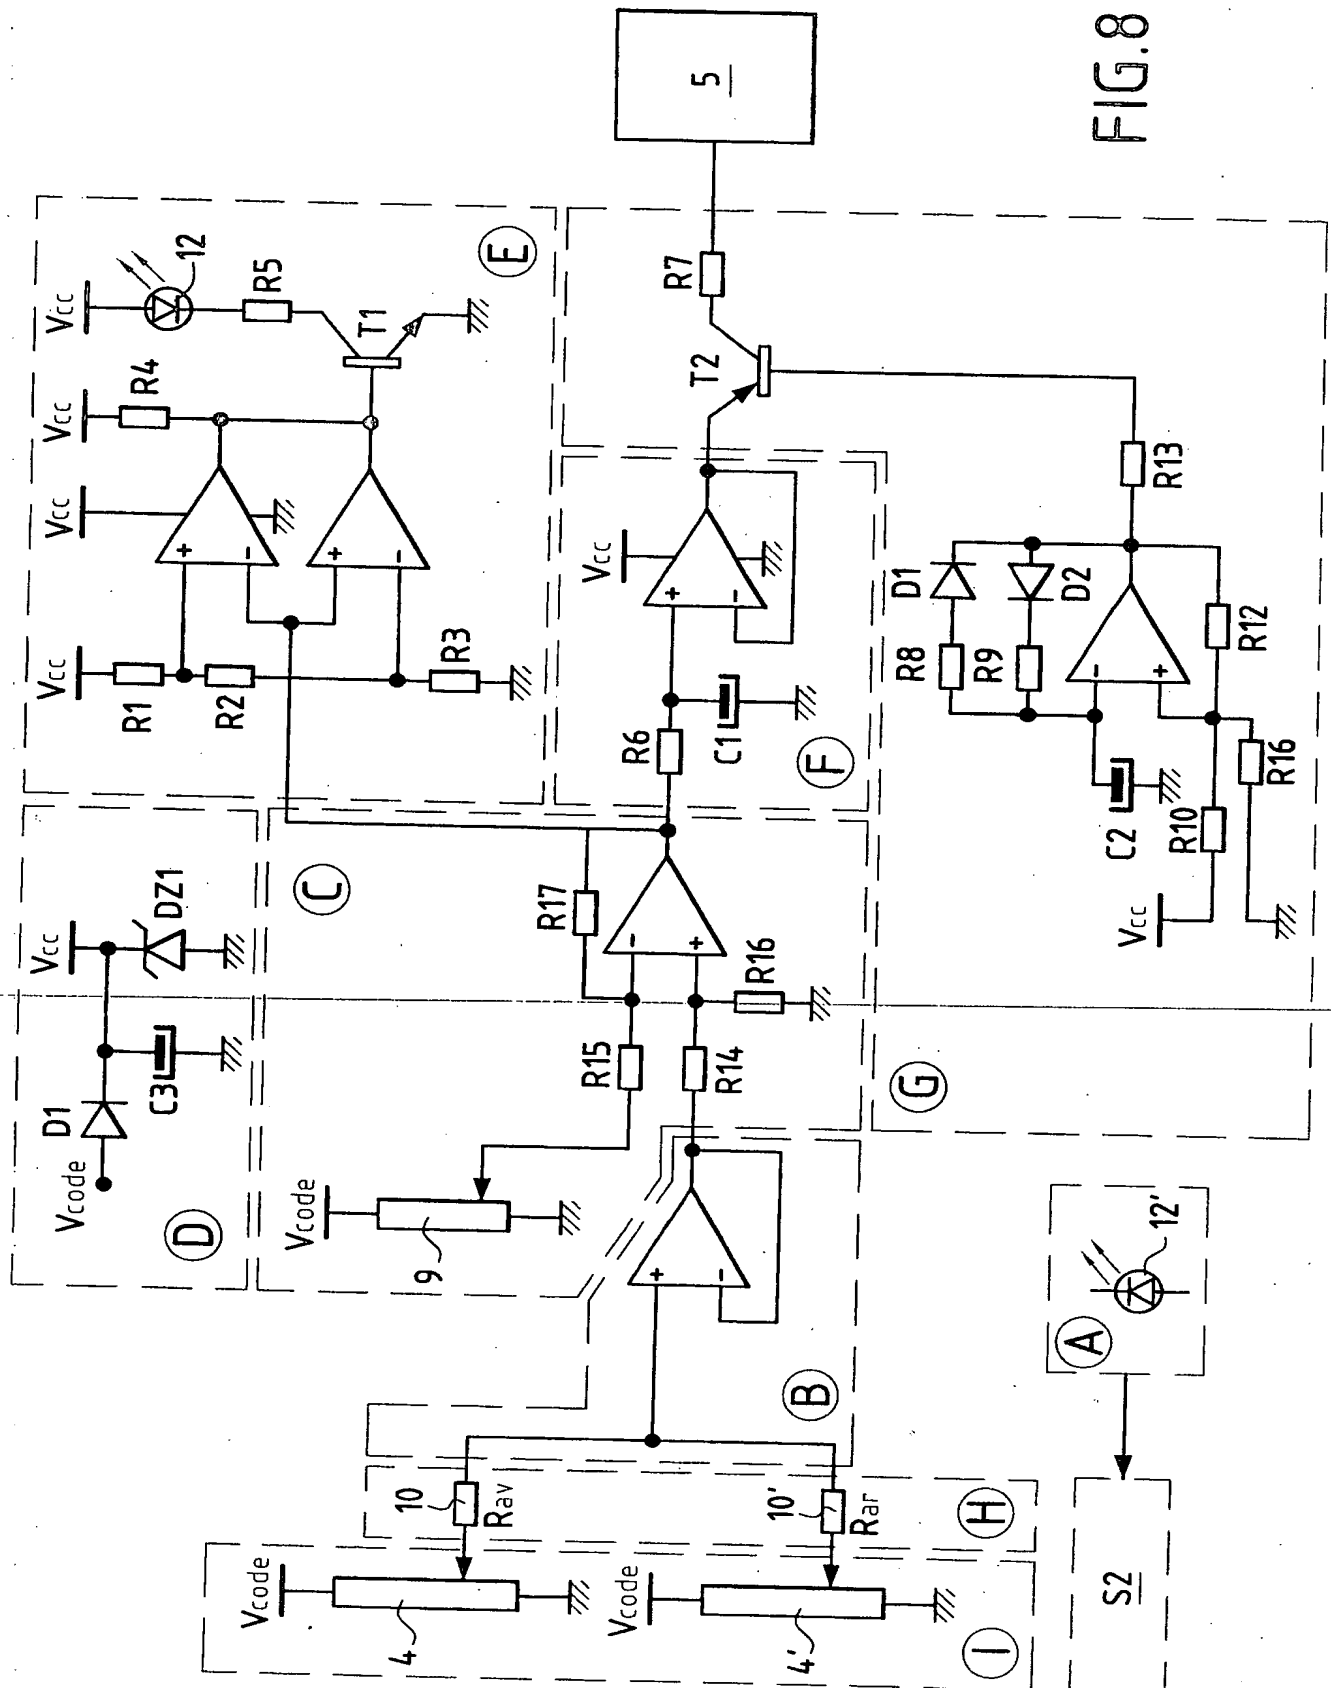 FIG.8
5
Vcc
12
R5
T1
E
Vcc
R4
Vcc
+
-
+
-
Vcc
R1
R2
R3
R7
T2
Vcc
+
-
R6
C1
F
R13
D1
D2
R8
R9
-
+
R12
C2
R10
R16
Vcc
G
Vcc
DZ1
D1
C3
Vcode
D
C
R17
-
+
R16
R15
R14
Vcode
9
+
-
B
10
Rav
10'
Rar
H
Vcode
4
Vcode
4'
I
12'
A
S2